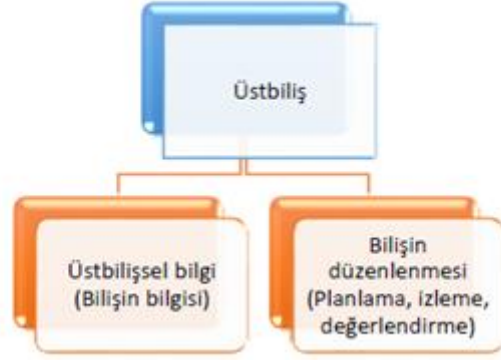 Üstbiliş
Üstbilişsel bilgi
(Bilişin bilgisi)
Bilişin
düzenlenmesi
(Planlama, izleme,
değerlendirme)